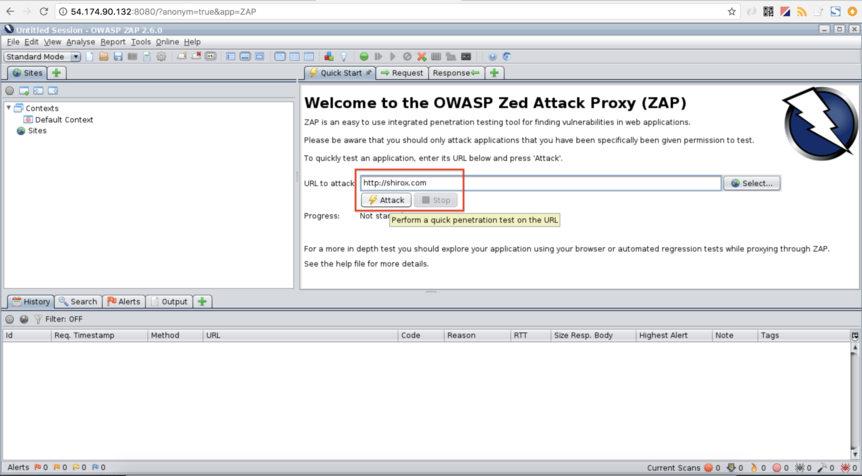 54.174.90.132:8080/?anonym=true&app=ZAP
Untitled Session - OWASP ZAP 2.6.0
File Edit View Analyse Report Tools Online Help
Standard Mode
Sites
Quick Start Request Response
Contexts
Default Context
Sites
Welcome to the OWASP Zed Attack Proxy (ZAP)
ZAP is an easy to use integrated penetration testing tool for finding vulnerabilities in web applications.
Please be aware that you should only attack applications that you have been specifically been given permission to test.
To quickly test an application, enter its URL below and press 'Attack'.
URL to attack: http://shirox.com Select...
Attack Stop
Progress: Not star
Perform a quick penetration test on the URL
For a more in depth test you should explore your application using your browser or automated regression tests while proxying through ZAP.
See the help file for more details.
History Search Alerts Output
Filter: OFF
Id Req. Timestamp Method URL Code Reason RTT Size Resp. Body Highest Alert Note Tags
Alerts 0 0 0 0 Current Scans 0 0 0 0 0 0 0